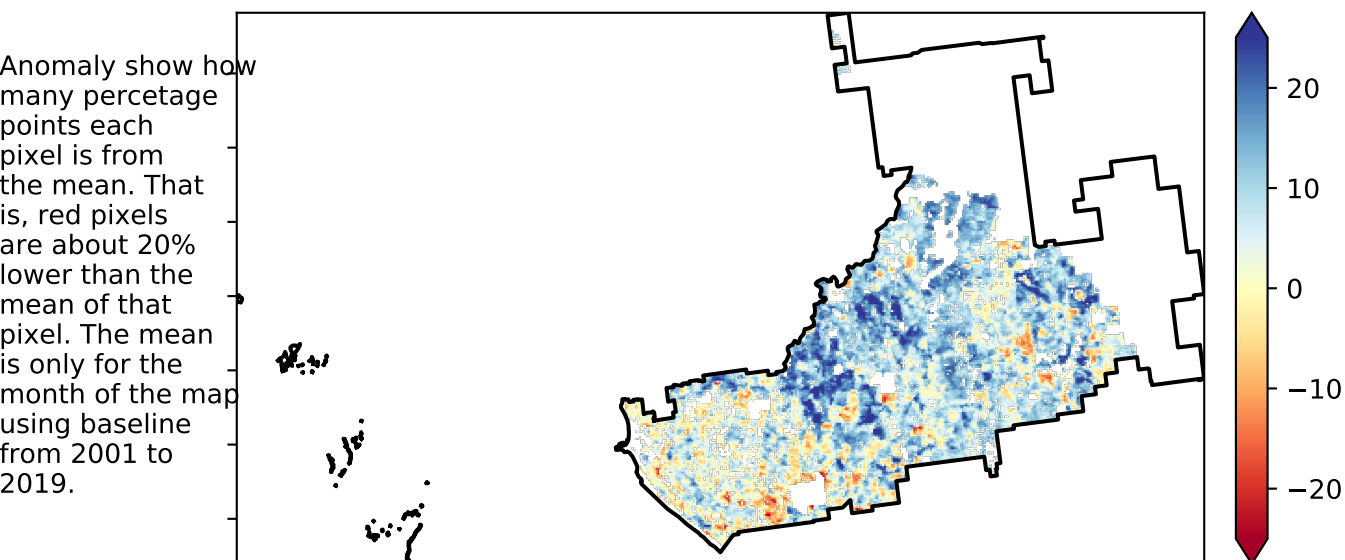 Anomaly show how
many percetage
points each
pixel is from
the mean. That
is, red pixels
are about 20%
lower than the
mean of that
pixel. The mean
is only for the
month of the map
using baseline
from 2001 to
2019.
20
10
0
−10
−20